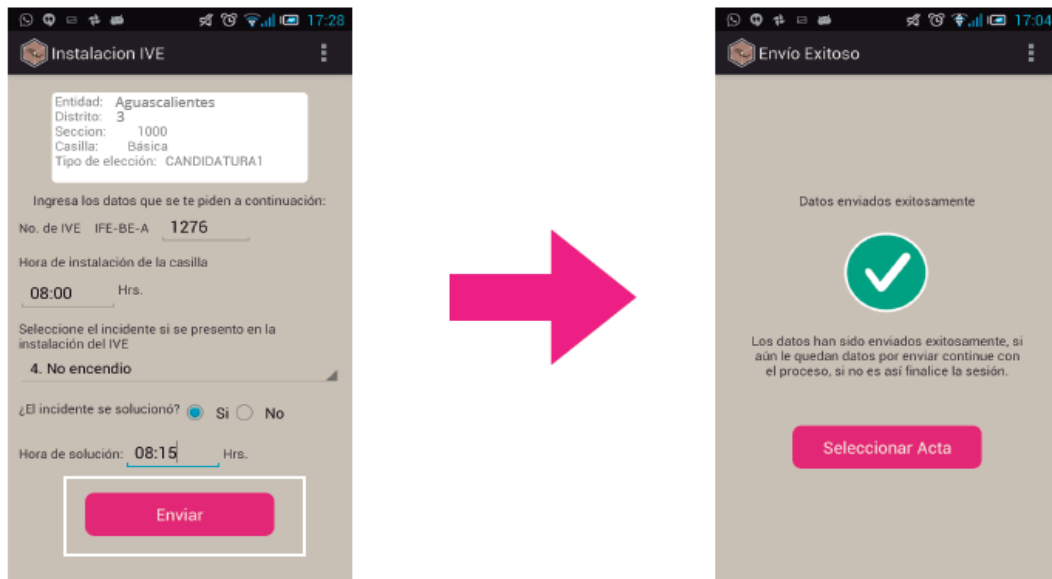 17:28
Instalacion IVE
Entidad: Aguascalientes
Distrito: 3
Seccion: 1000
Casilla: Básica
Tipo de elección: CANDIDATURA1
Ingresa los datos que se te piden a continuación:
No. de IVE IFE-BE-A 1276
Hora de instalación de la casilla
08:00 Hrs.
Seleccione el incidente si se presento en la
instalación del IVE
4. No encendio
¿El incidente se solucionó? Si No
Hora de solución: 08:15 Hrs.
Enviar
17:04
Envío Exitoso
Datos enviados exitosamente
Los datos han sido enviados exitosamente, si
aún le quedan datos por enviar continue con
el proceso, si no es así finalice la sesión.
Seleccionar Acta